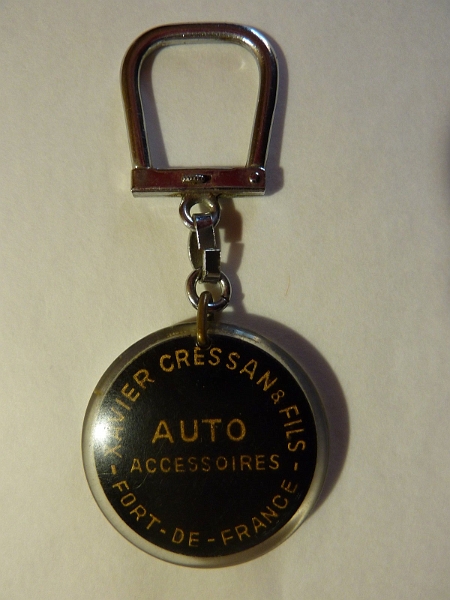 XAVIER CRESSAN & FILS
AUTO
ACCESSOIRES
- FORT-DE-FRANCE -